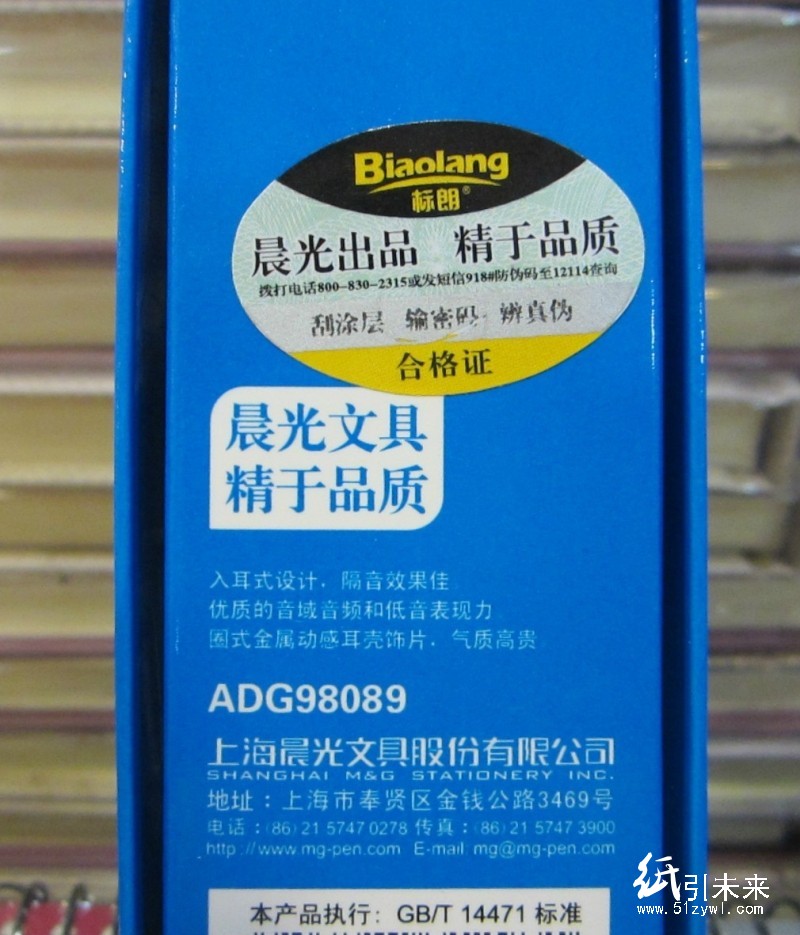 Biaolang
标朗®
晨光出品 精于品质
拨打电话800-830-2315或发短信918#防伪码至12114查询
刮涂层 输密码 辨真伪
合格证
晨光文具
精于品质
入耳式设计，隔音效果佳
优质的音域音频和低音表现力
圈式金属动感耳壳饰片，气质高贵
ADG98089
上海晨光文具股份有限公司
SHANGHAI M&G STATIONERY INC.
地址：上海市奉贤区金钱公路3469号
电话：(86) 21 5747 0278 传真：(86) 21 5747 3900
http://www.mg-pen.com E-mail: mg@mg-pen.com
本产品执行：GB/T 14471 标准
纸引未来
www.51zywl.com